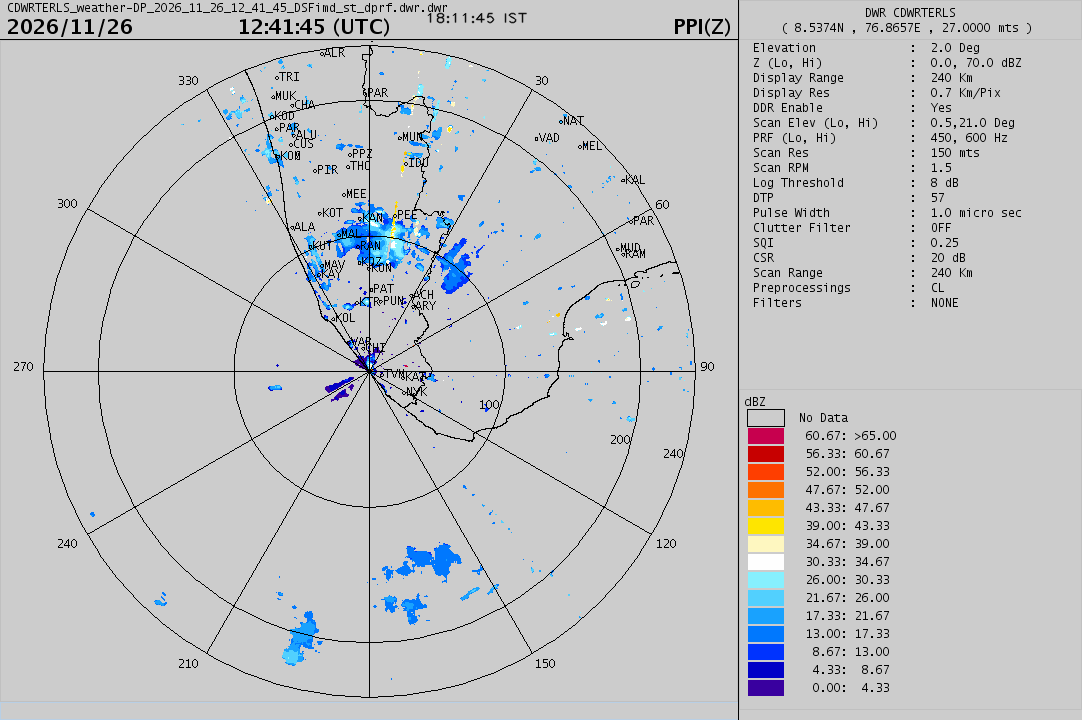 CDWRTERLS_weather-DP_2026_11_26_12_41_45_DSFimd_st_dprf.dwr.dwr
2026/11/26 12:41:45 (UTC) 18:11:45 IST PPI(Z)
DWR CDWRTERLS
( 8.5374N , 76.8657E , 27.0000 mts )
Elevation : 2.0 Deg
Z (Lo, Hi) : 0.0, 70.0 dBZ
Display Range : 240 Km
Display Res : 0.7 Km/Pix
DDR Enable : Yes
Scan Elev (Lo, Hi) : 0.5,21.0 Deg
PRF (Lo, Hi) : 450, 600 Hz
Scan Res : 150 mts
Scan RPM : 1.5
Log Threshold : 8 dB
DTP : 57
Pulse Width : 1.0 micro sec
Clutter Filter : OFF
SQI : 0.25
CSR : 20 dB
Scan Range : 240 Km
Preprocessings : CL
Filters : NONE
dBZ
No Data
60.67: >65.00
56.33: 60.67
52.00: 56.33
47.67: 52.00
43.33: 47.67
39.00: 43.33
34.67: 39.00
30.33: 34.67
26.00: 30.33
21.67: 26.00
17.33: 21.67
13.00: 17.33
8.67: 13.00
4.33: 8.67
0.00: 4.33
ALR
330
TRI
30
MUK
PAR
CHA
KOD
NAT
PAR
ALU
MUN
VAD
CUS
MEL
KOM
PPZ
IDU
PIR
THO
KAL
MEE
300
60
KOT
KAN
PEE
PAR
ALA
MAL
KUT
RAN
MUD
RAM
MAV
KON
KAY
PAT
ACH
KTR
PUN
ARY
KOL
VAR
270
90
TVM
KAZ
NYK
100
200
240
240
120
210
150